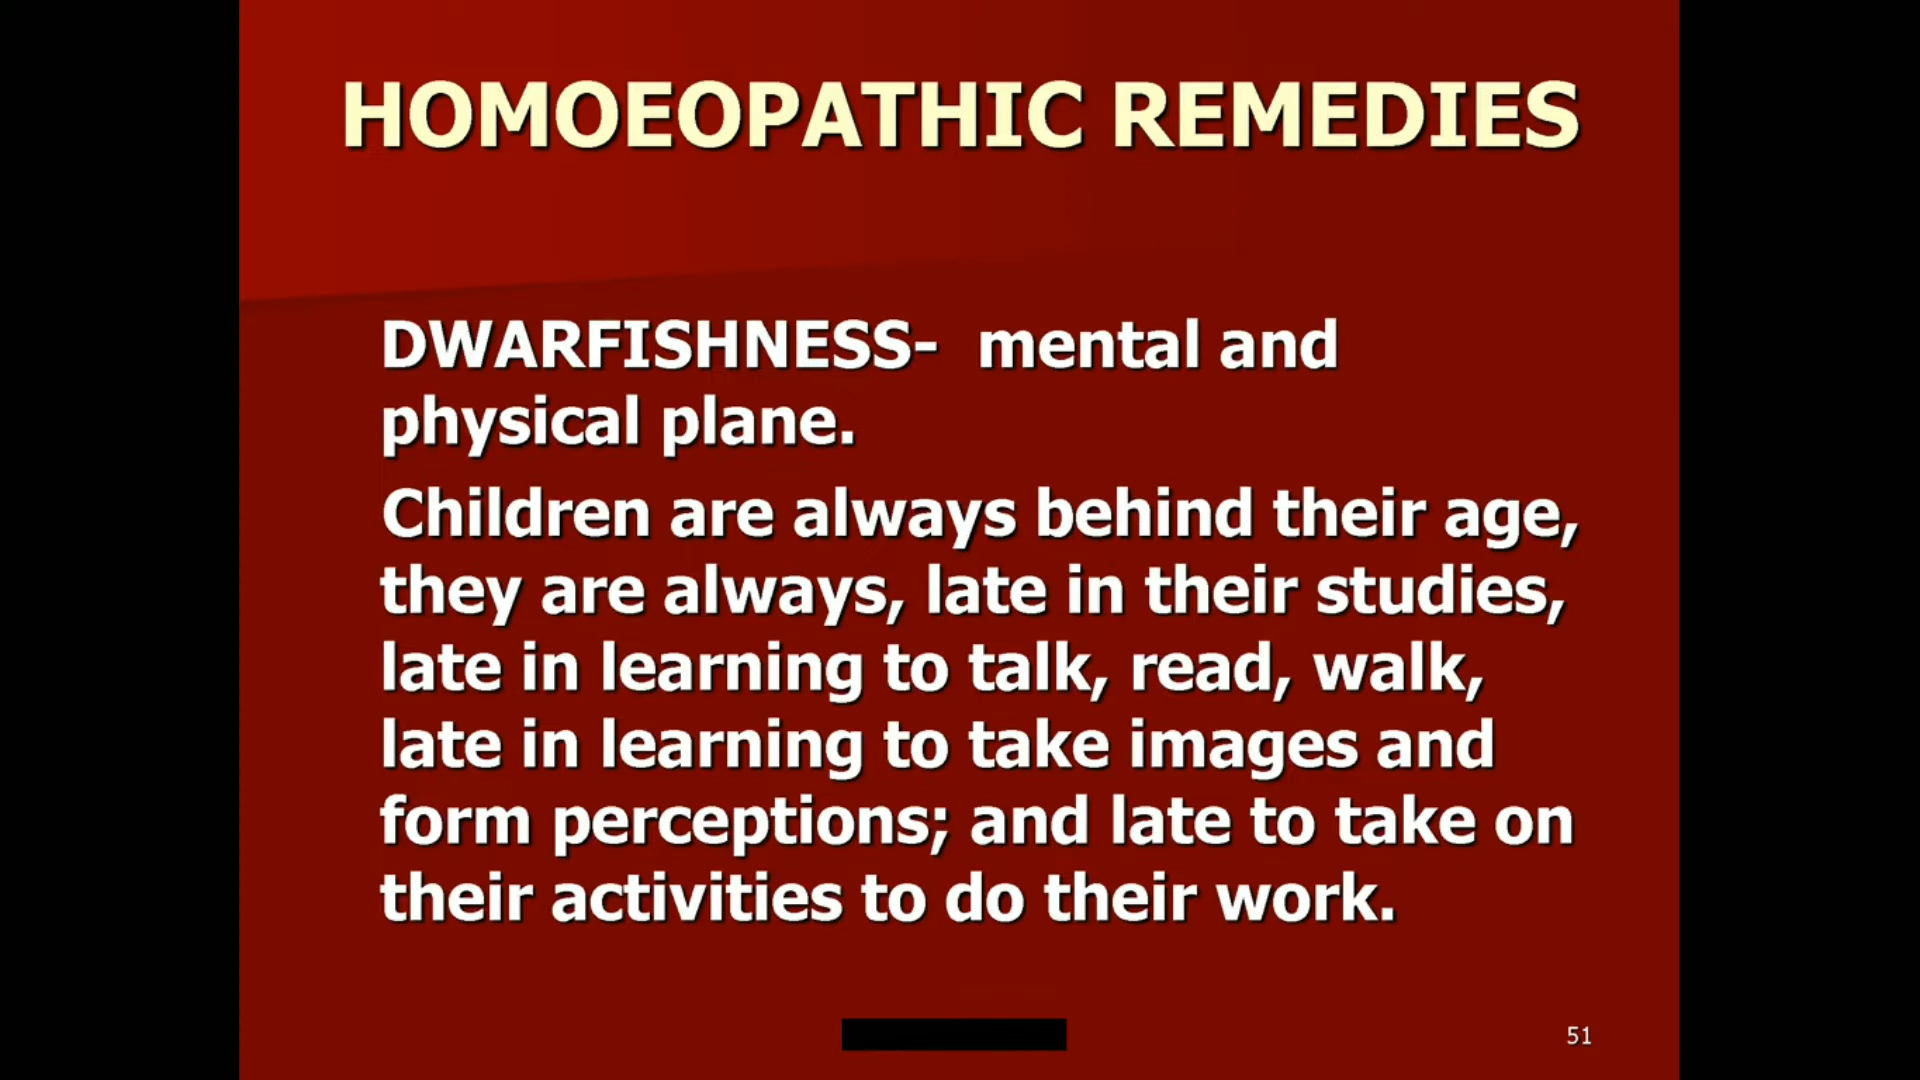 HOMOEOPATHIC REMEDIES
DWARFISHNESS- mental and
physical plane.
Children are always behind their age,
they are always, late in their studies,
late in learning to talk, read, walk,
late in learning to take images and
form perceptions; and late to take on
their activities to do their work.
51